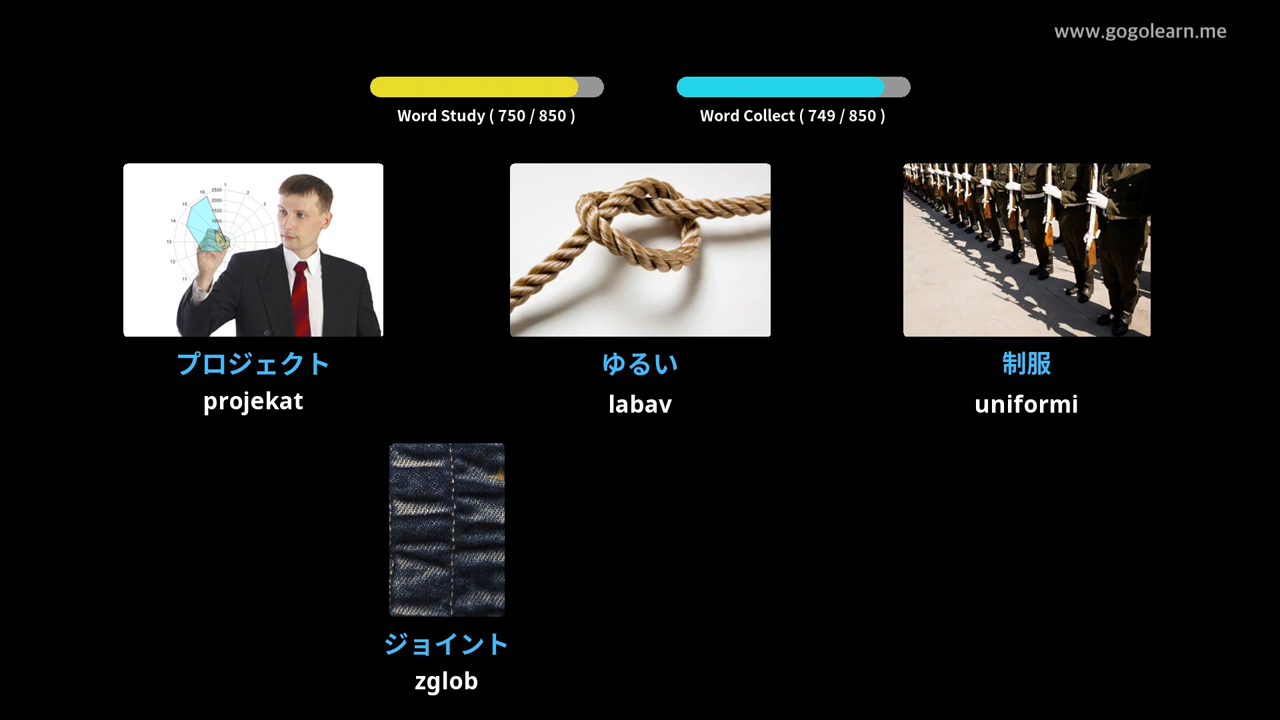 www.gogolearn.me
Word Study ( 750 / 850 )
Word Collect ( 749 / 850 )
プロジェクト
projekat
ゆるい
labav
制服
uniformi
ジョイント
zglob